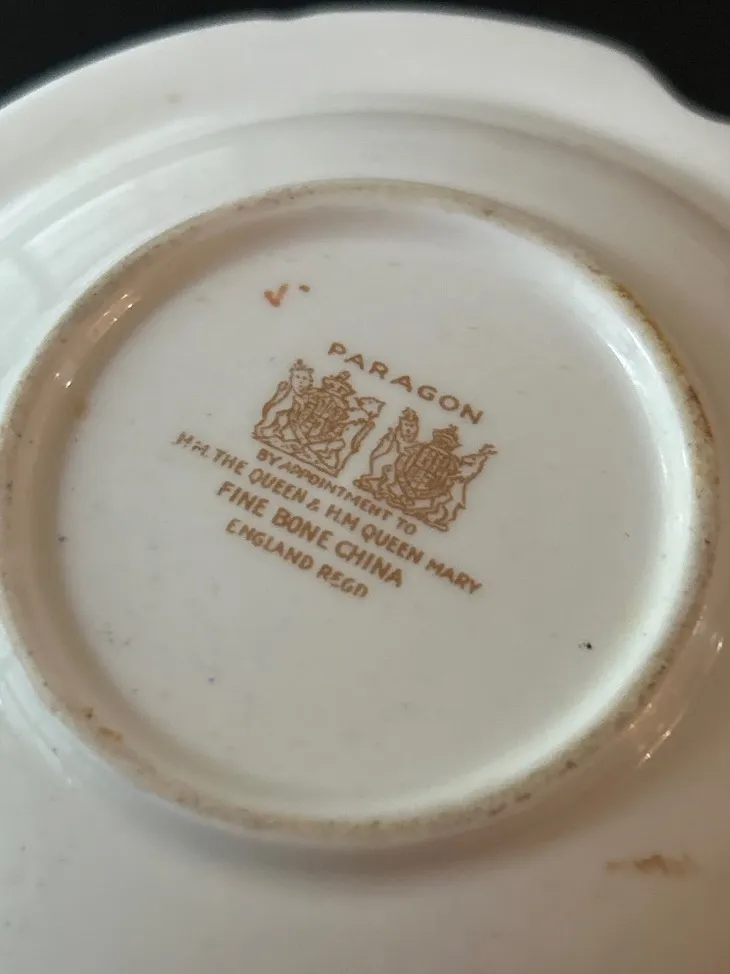 PARAGON
BY APPOINTMENT TO
H.M. THE QUEEN & H.M. QUEEN MARY
FINE BONE CHINA
ENGLAND REGD